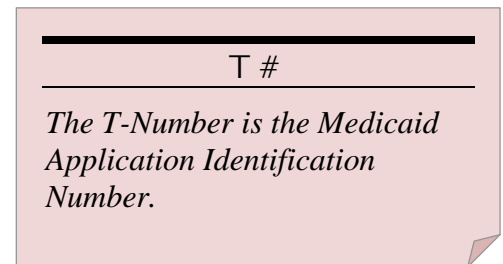 T #
The T-Number is the Medicaid
Application Identification
Number.